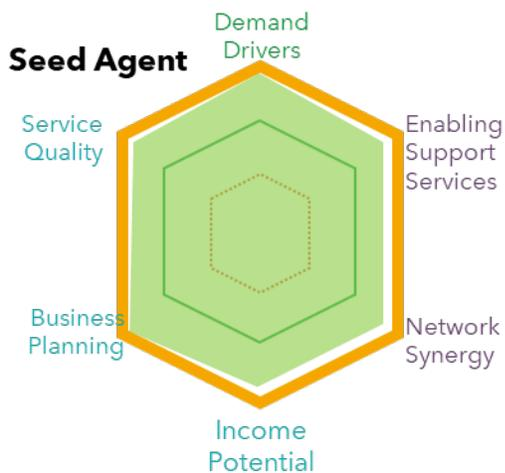 Demand
Drivers
Seed Agent
Service
Quality
Enabling
Support
Services
Business
Planning
Network
Synergy
Income
Potential